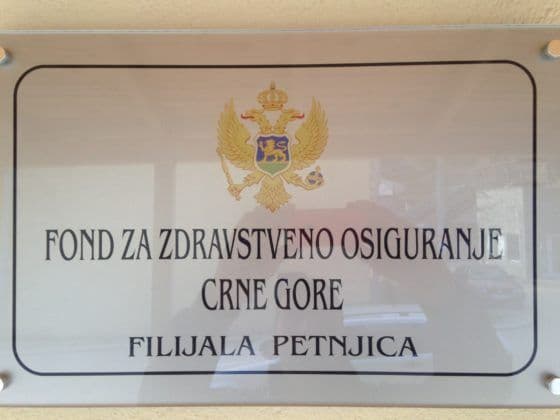 FOND ZA ZDRAVSTVENO OSIGURANJE
CRNE GORE
FILIJALA PETNJICA